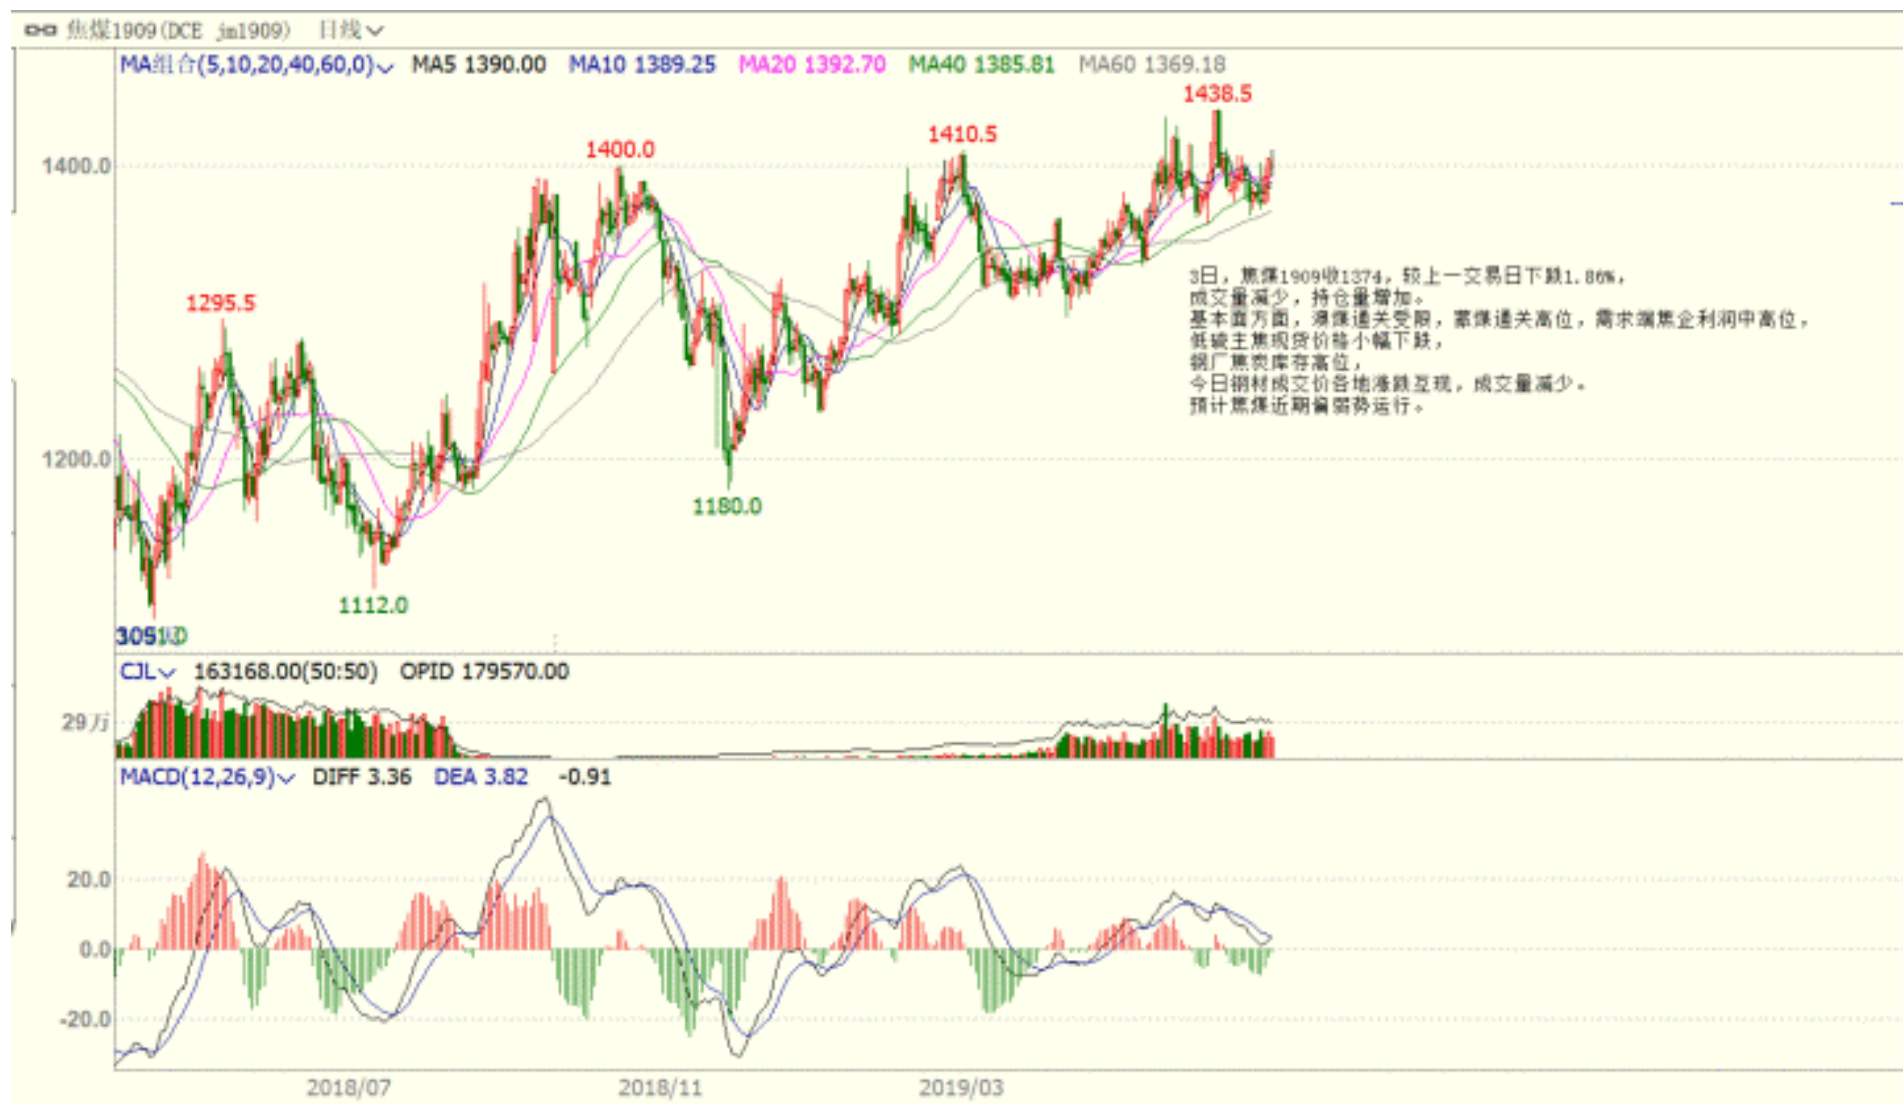 焦煤1909(DCE jm1909) 日线
MA组合(5,10,20,40,60,0) MA5 1390.00 MA10 1389.25 MA20 1392.70 MA40 1385.81 MA60 1369.18
1438.5
1410.5
1400.0
1400.0
1295.5
3日，焦煤1909收1374，较上一交易日下跌1.86%，
成交量减少，持仓量增加。
基本面方面，澳煤通关受限，蒙煤通关高位，需求端焦企利润中高位，
低硫主焦现货价格小幅下跌，
钢厂焦炭库存高位，
今日钢材成交价各地涨跌互现，成交量减少。
预计焦煤近期偏弱势运行。
1200.0
1180.0
1112.0
CJL 163168.00(50:50) OPID 179570.00
29万
MACD(12,26,9) DIFF 3.36 DEA 3.82 -0.91
20.0
0.0
-20.0
2018/07 2018/11 2019/03